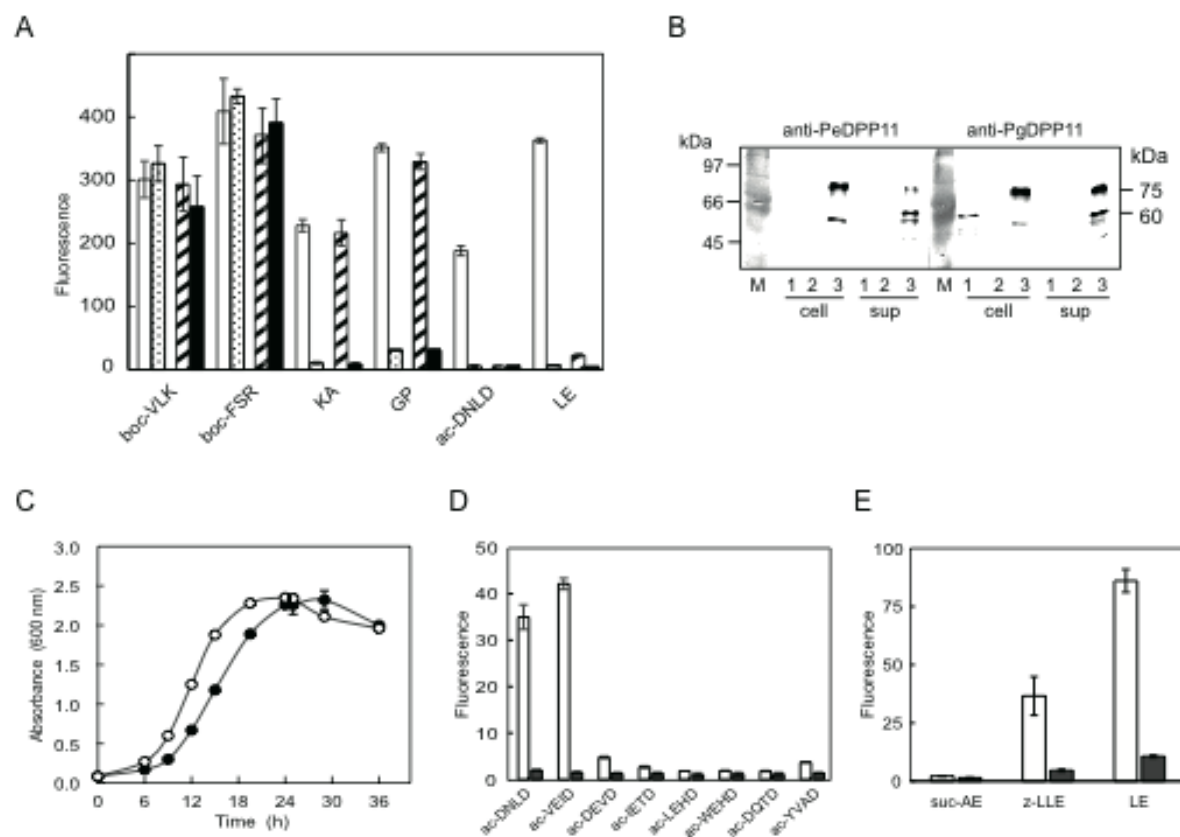 A
Fluorescence
400
300
200
100
0
boc-VLK
boc-FSR
KA
GP
ac-DNLD
LE
B
anti-PeDPP11 anti-PgDPP11
kDa
97
66
45
kDa
75
60
M 1 2 3 1 2 3 M 1 2 3 1 2 3
cell sup cell sup
C
Absorbance (600 nm)
3.0
2.5
2.0
1.5
1.0
0.5
0.0
0 6 12 18 24 30 36
Time (h)
D
Fluorescence
50
40
30
20
10
0
ac-DNLD
ac-VEID
ac-DEVD
ac-IETD
ac-LEHD
ac-WEHD
ac-DQTD
ac-YVAD
E
Fluorescence
100
75
50
25
0
suc-AE z-LLE LE